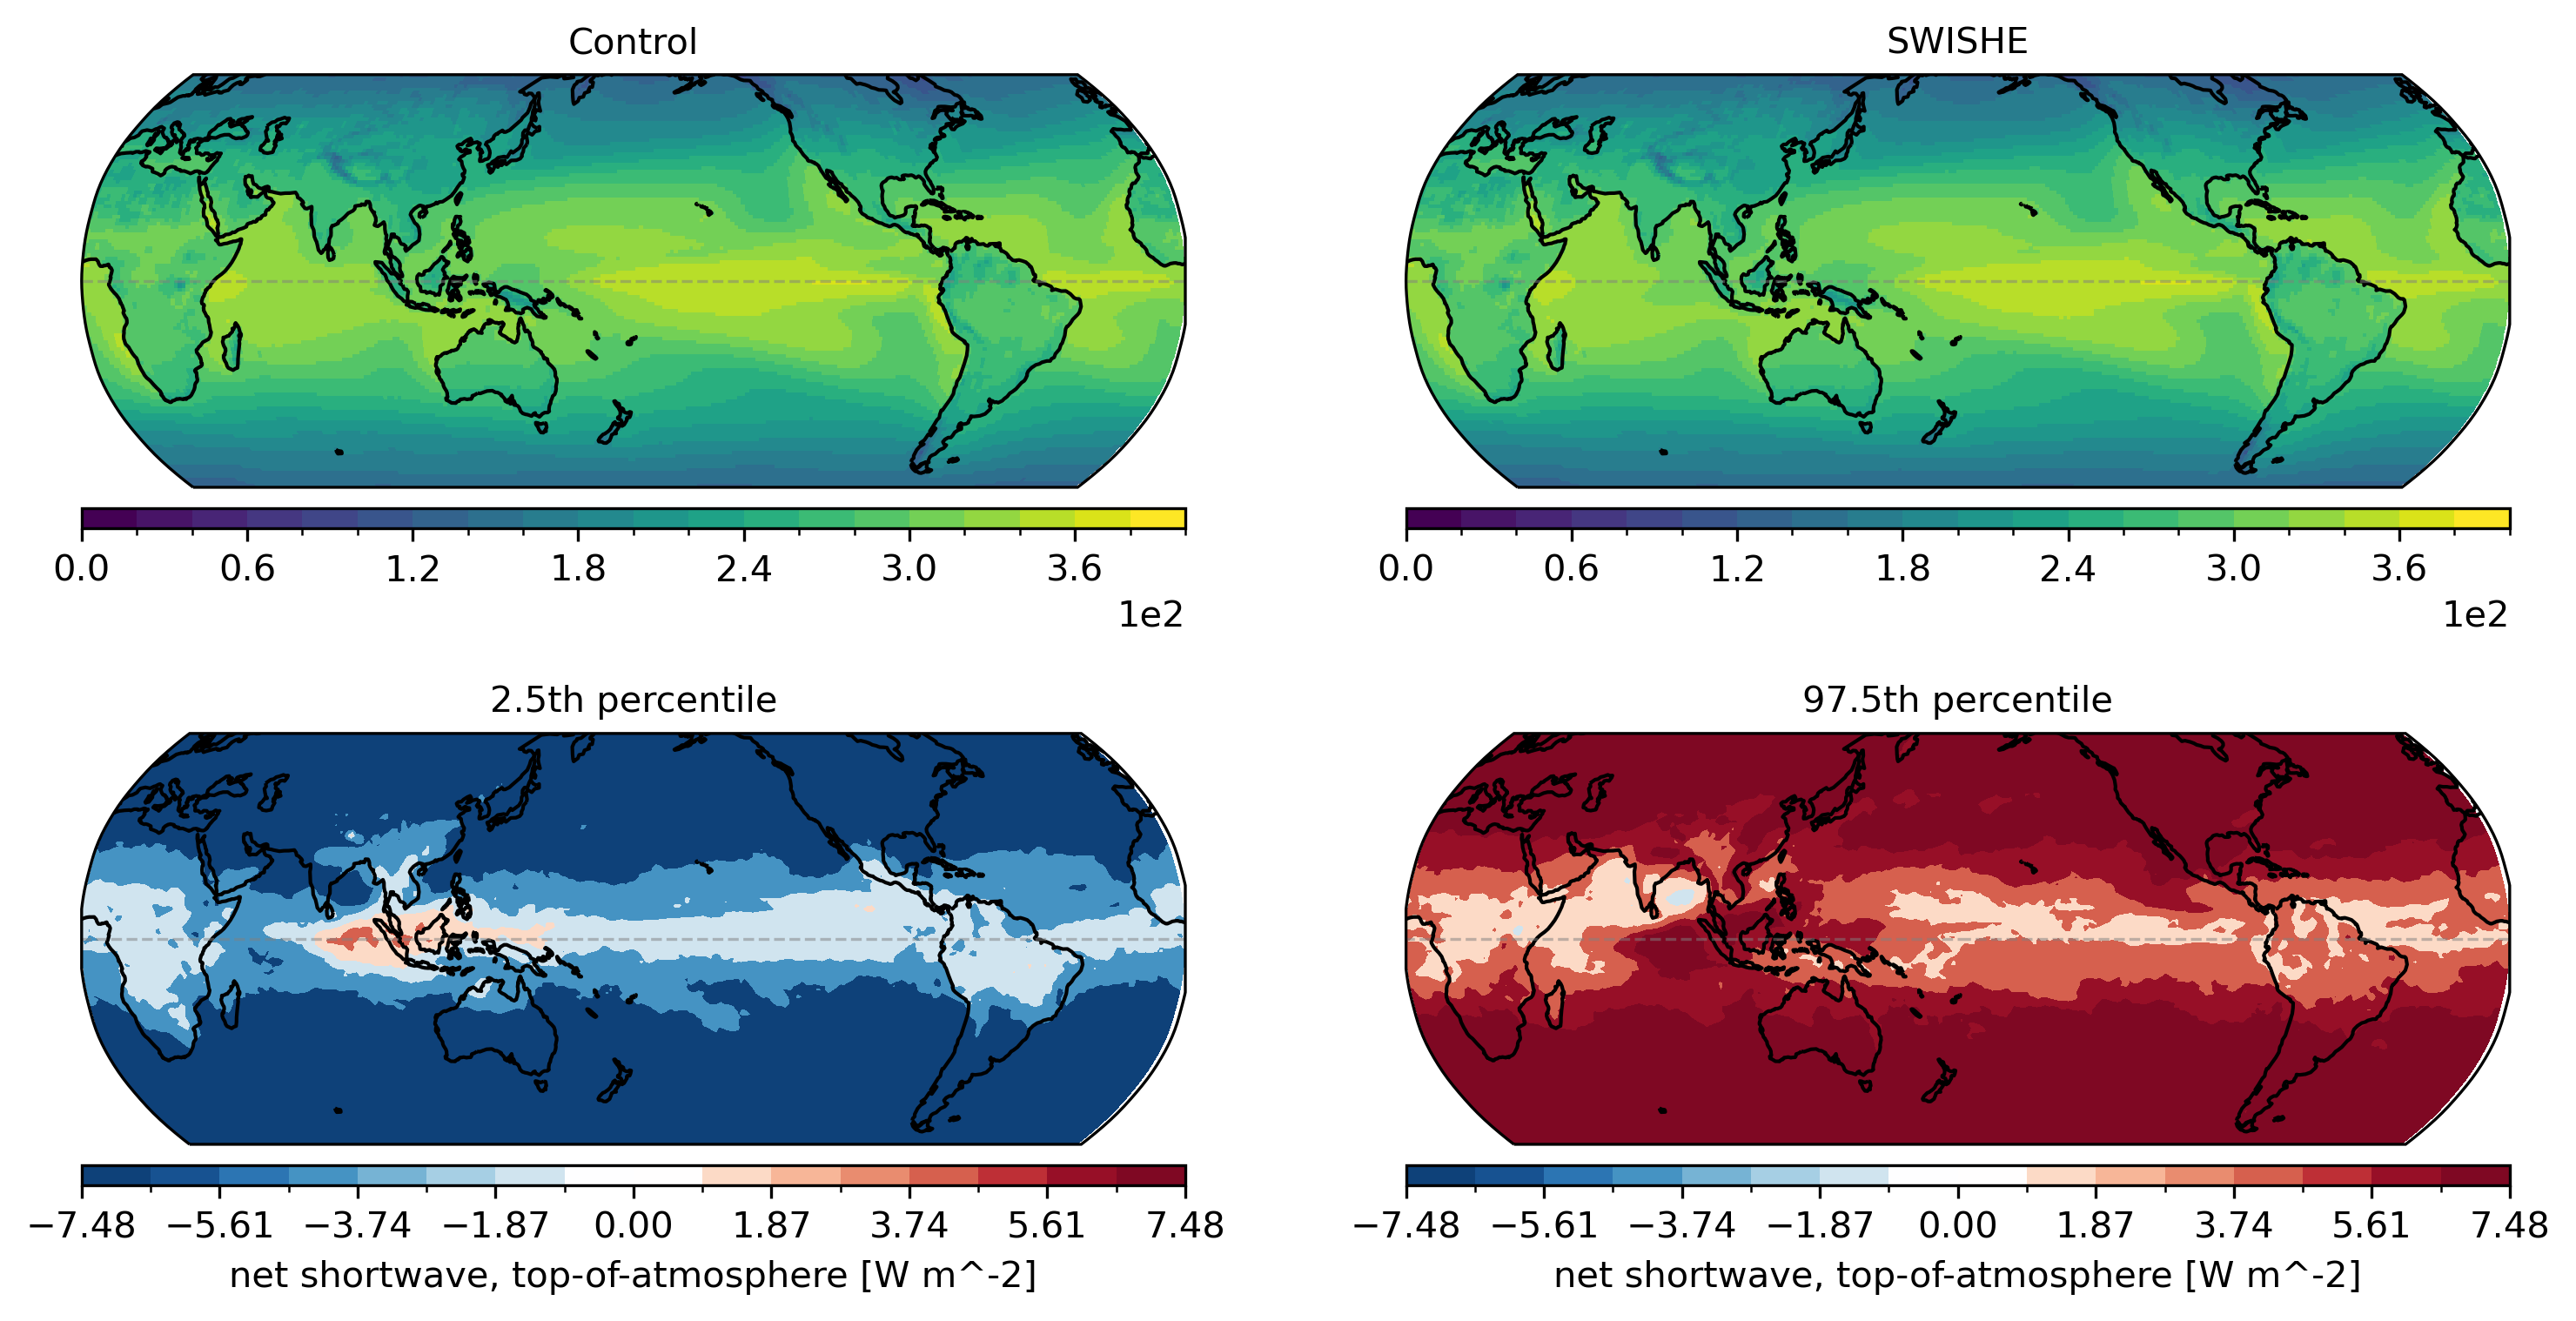 Control
SWISHE
0.0 0.6 1.2 1.8 2.4 3.0 3.6
1e2
0.0 0.6 1.2 1.8 2.4 3.0 3.6
1e2
2.5th percentile
97.5th percentile
−7.48 −5.61 −3.74 −1.87 0.00 1.87 3.74 5.61 7.48
net shortwave, top-of-atmosphere [W m^-2]
−7.48 −5.61 −3.74 −1.87 0.00 1.87 3.74 5.61 7.48
net shortwave, top-of-atmosphere [W m^-2]